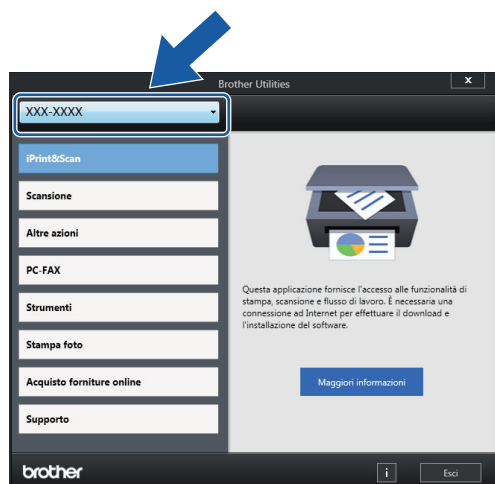 Brother Utilities
x
XXX-XXXX
iPrint&Scan
Scansione
Altre azioni
PC-FAX
Strumenti
Stampa foto
Acquisto forniture online
Supporto
Questa applicazione fornisce l'accesso alle funzionalità di
stampa, scansione e flusso di lavoro. È necessaria una
connessione ad Internet per effettuare il download e
l'installazione del software.
Maggiori informazioni
brother
i
Esci